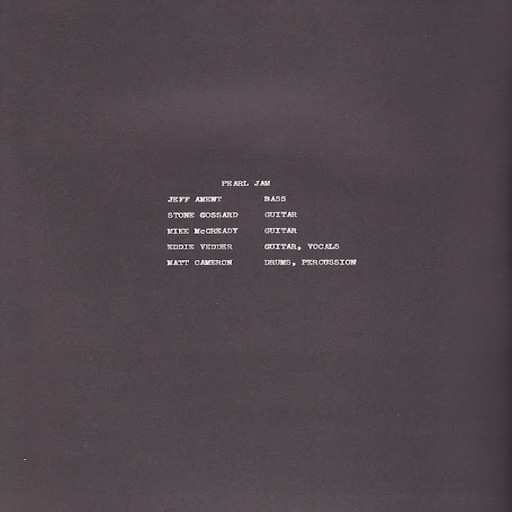 PEARL JAM
JEFF AMENT BASS
STONE GOSSARD GUITAR
MIKE McCREADY GUITAR
EDDIE VEDDER GUITAR, VOCALS
MATT CAMERON DRUMS, PERCUSSION